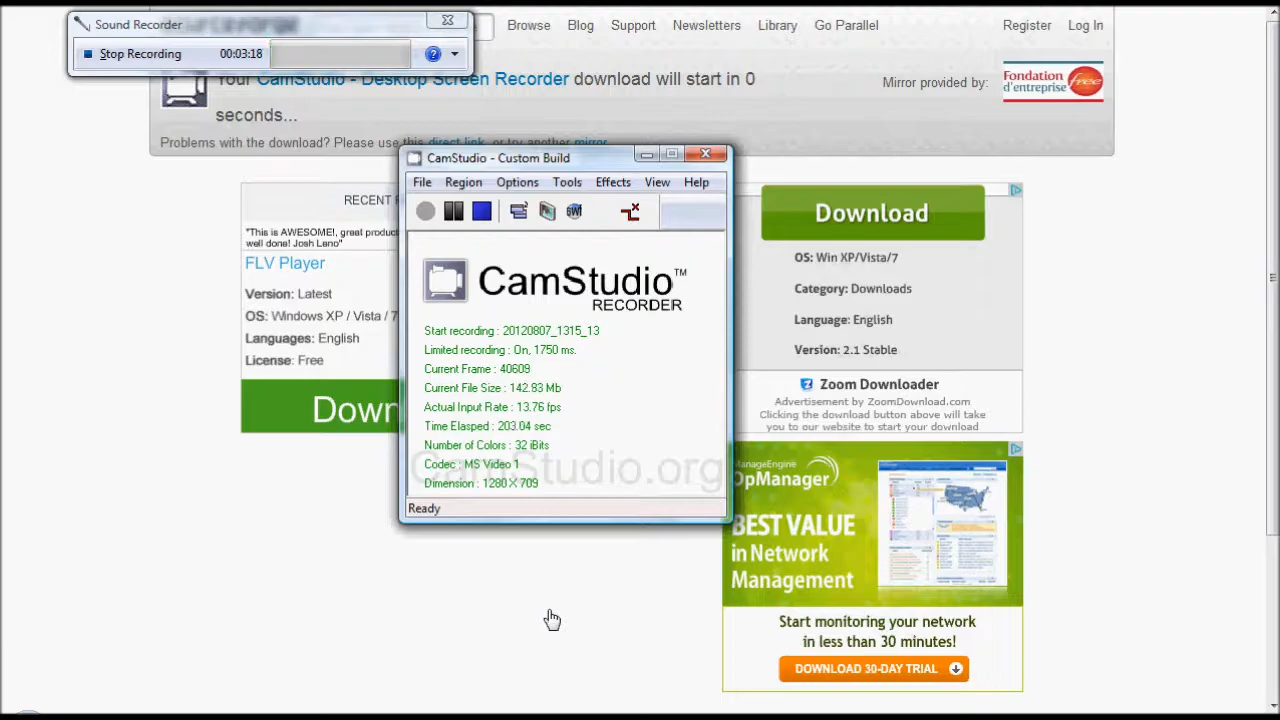 Sound Recorder
Stop Recording 00:03:18
Browse Blog Support Newsletters Library Go Parallel Register Log In
Your CamStudio - Desktop Screen Recorder download will start in 0
seconds...
Mirror provided by:
Fondation
d'entreprise free
Problems with the download? Please use this direct link, or try another mirror.
CamStudio - Custom Build
File Region Options Tools Effects View Help
CamStudio™
RECORDER
Start recording : 20120807_1315_13
Limited recording : On, 1750 ms.
Current Frame : 40609
Current File Size : 142.83 Mb
Actual Input Rate : 13.76 fps
Time Elasped : 203.04 sec
Number of Colors : 32 iBits
Codec : MS Video 1
Dimension : 1280 X 709
CamStudio.org
Ready
RECENT
"This is AWESOME!, great produc
well done! Josh Leno"
FLV Player
Version: Latest
OS: Windows XP / Vista / 7
Languages: English
License: Free
Down
Download
OS: Win XP/Vista/7
Category: Downloads
Language: English
Version: 2.1 Stable
Zoom Downloader
Advertisement by ZoomDownload.com
Clicking the download button above will take
you to our website to start your download
ManageEngine
OpManager
BEST VALUE
in Network
Management
Start monitoring your network
in less than 30 minutes!
DOWNLOAD 30-DAY TRIAL